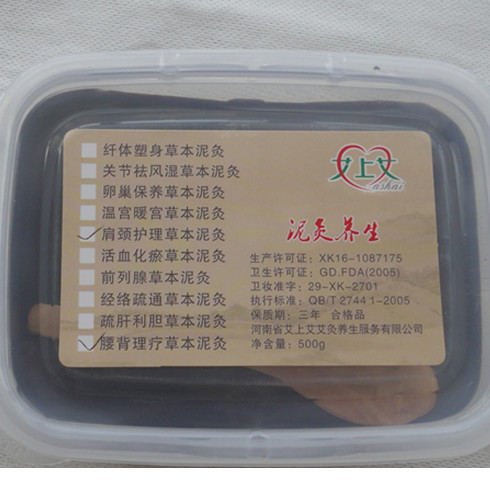 纤体塑身草本泥灸
关节祛风湿草本泥灸
卵巢保养草本泥灸
温宫暖宫草本泥灸
肩颈护理草本泥灸
活血化瘀草本泥灸
前列腺草本泥灸
经络疏通草本泥灸
疏肝利胆草本泥灸
腰背理疗草本泥灸
艾上艾
aishai
泥灸养生
生产许可证：XK16-1087175
卫生许可证：GD.FDA(2005)
卫妆准字：29-XK-2701
执行标准：QB/T 2744 1-2005
保质期：三年 合格品
河南省艾上艾艾灸养生服务有限公司
净含量：500g